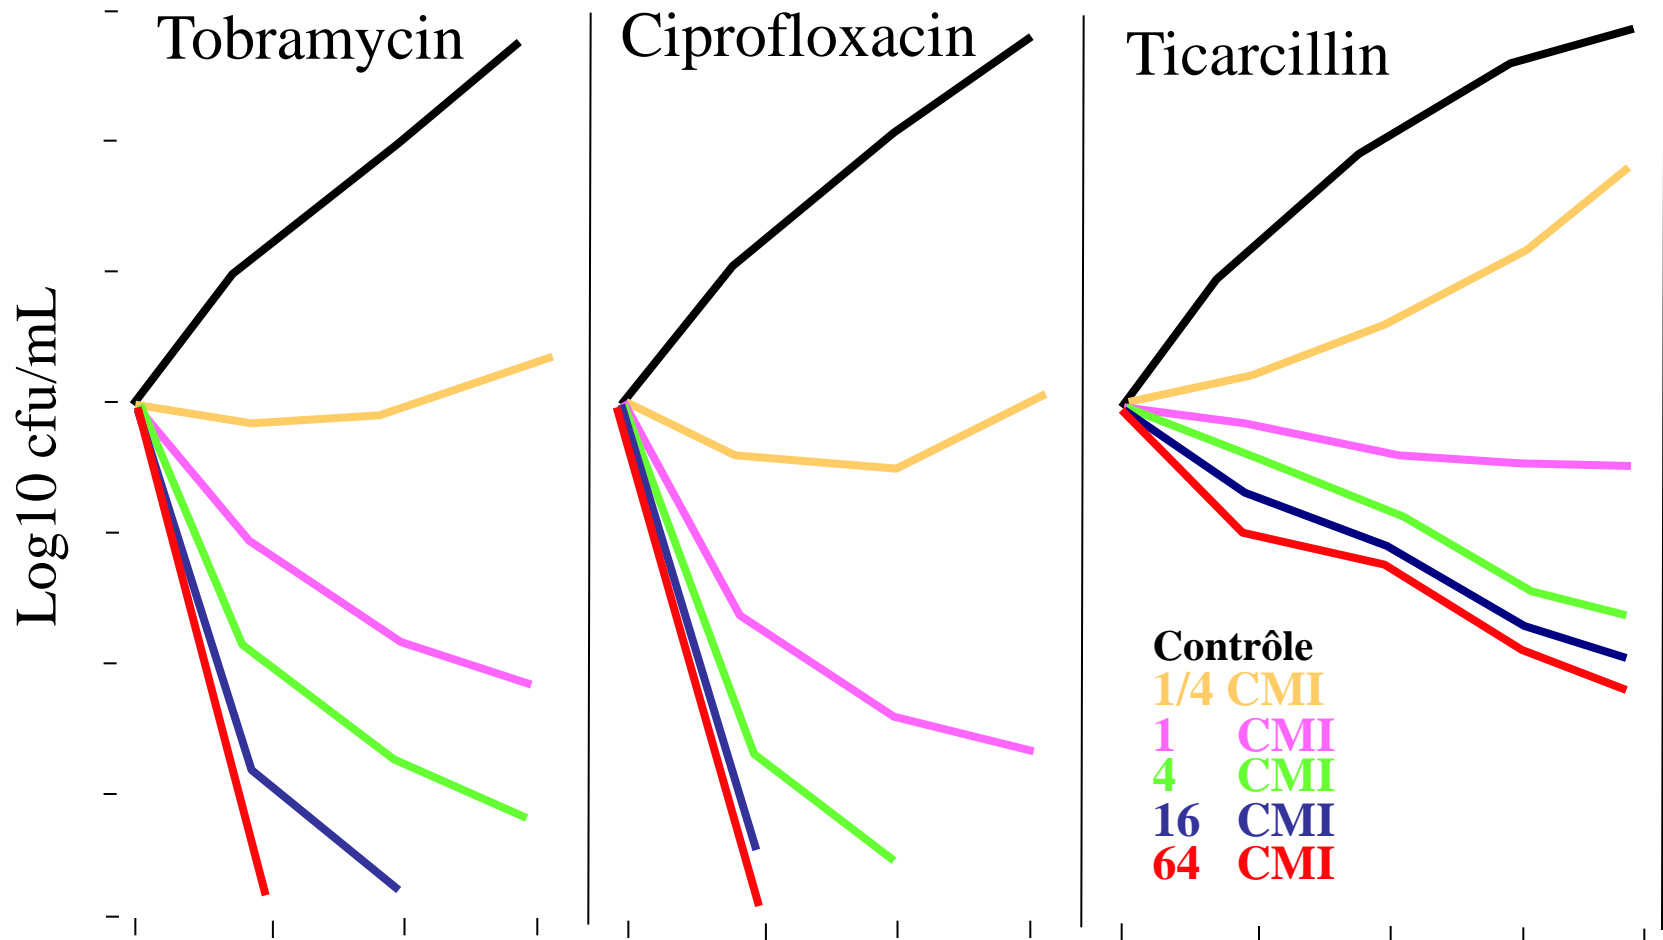 Tobramycin
Ciprofloxacin
Ticarcillin
Log10 cfu/mL
Contrôle
1/4 CMI
1 CMI
4 CMI
16 CMI
64 CMI